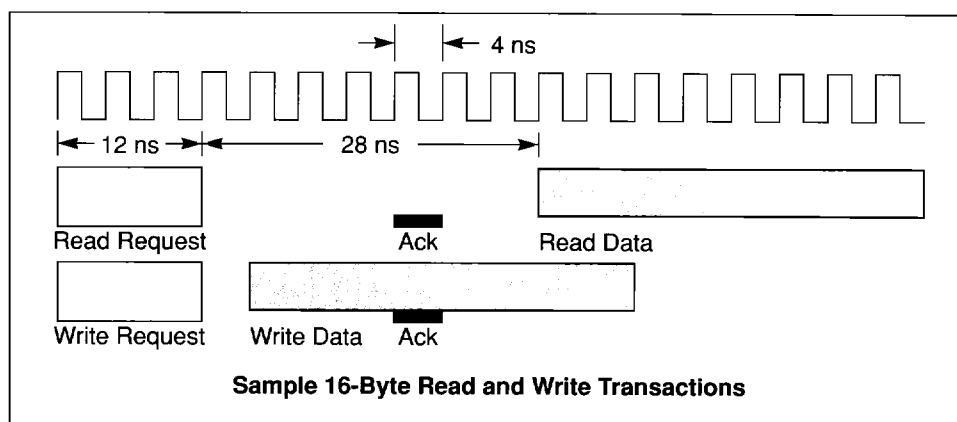 4 ns
12 ns
28 ns
Read Request
Ack
Read Data
Write Request
Write Data
Ack
Sample 16-Byte Read and Write Transactions